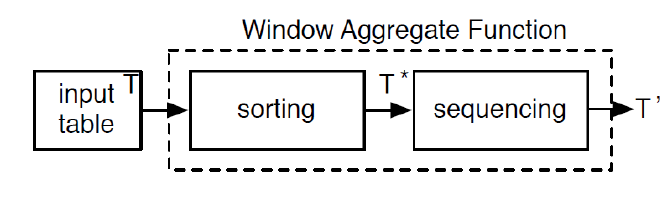 Window Aggregate Function
input T
table
sorting
T*
sequencing
T'